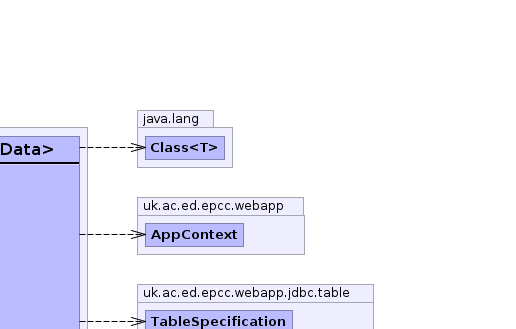 java.lang
Data>
Class<T>
uk.ac.ed.epcc.webapp
AppContext
uk.ac.ed.epcc.webapp.jdbc.table
TableSpecification